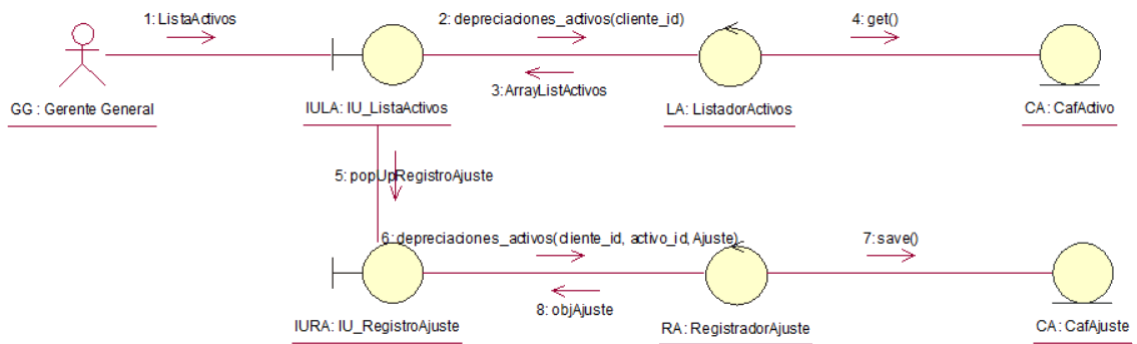 1: ListaActivos
2: depreciaciones_activos(cliente_id)
4: get()
3: ArrayListActivos
GG : Gerente General
IULA: IU_ListaActivos
LA: ListadorActivos
CA: CafActivo
5: popUpRegistroAjuste
6: depreciaciones_activos(cliente_id, activo_id, Ajuste)
7: save()
8: objAjuste
IURA: IU_RegistroAjuste
RA: RegistradorAjuste
CA: CafAjuste